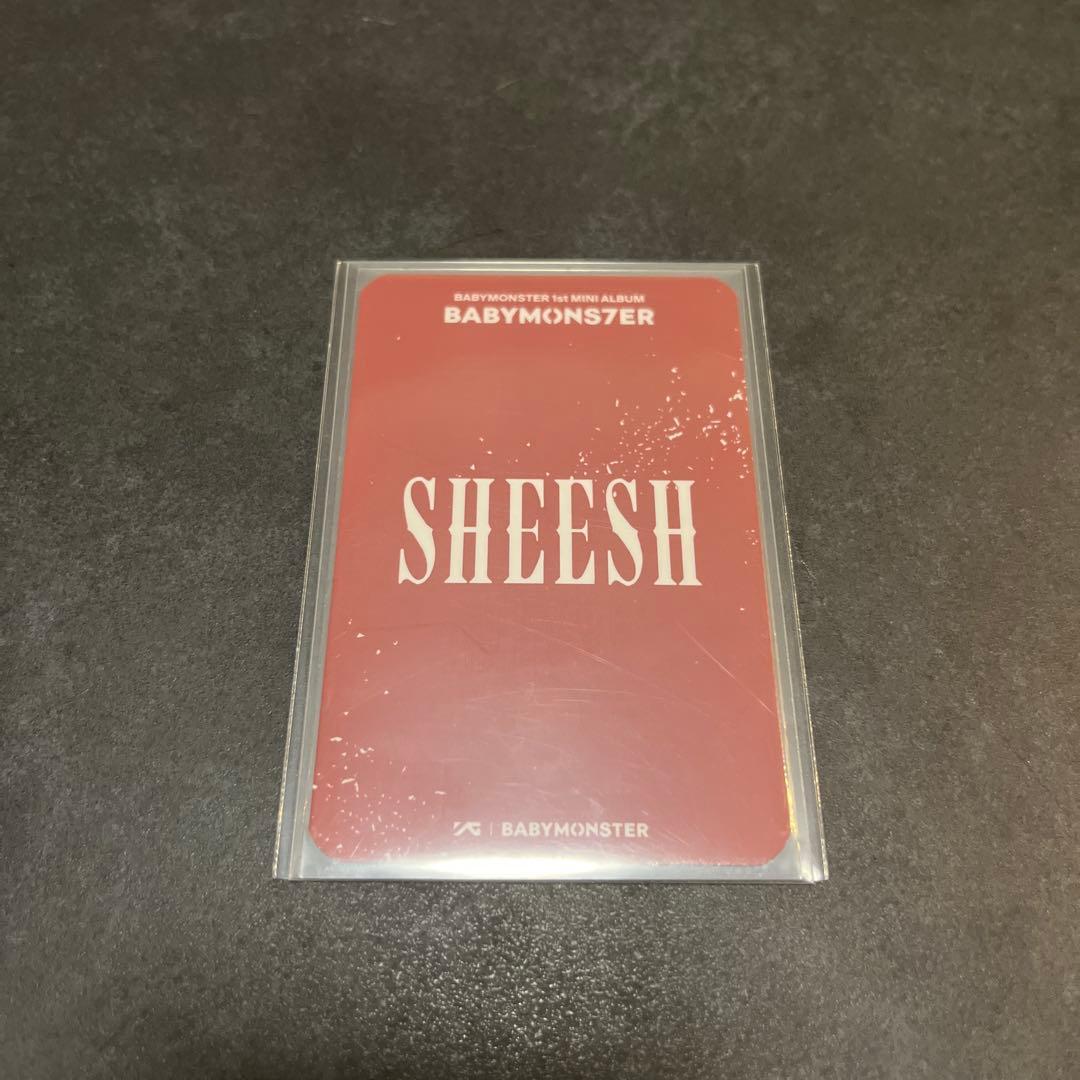 BABYMONSTER 1st MINI ALBUM
BABYMONS7ER
SHEESH
YG | BABYMONSTER